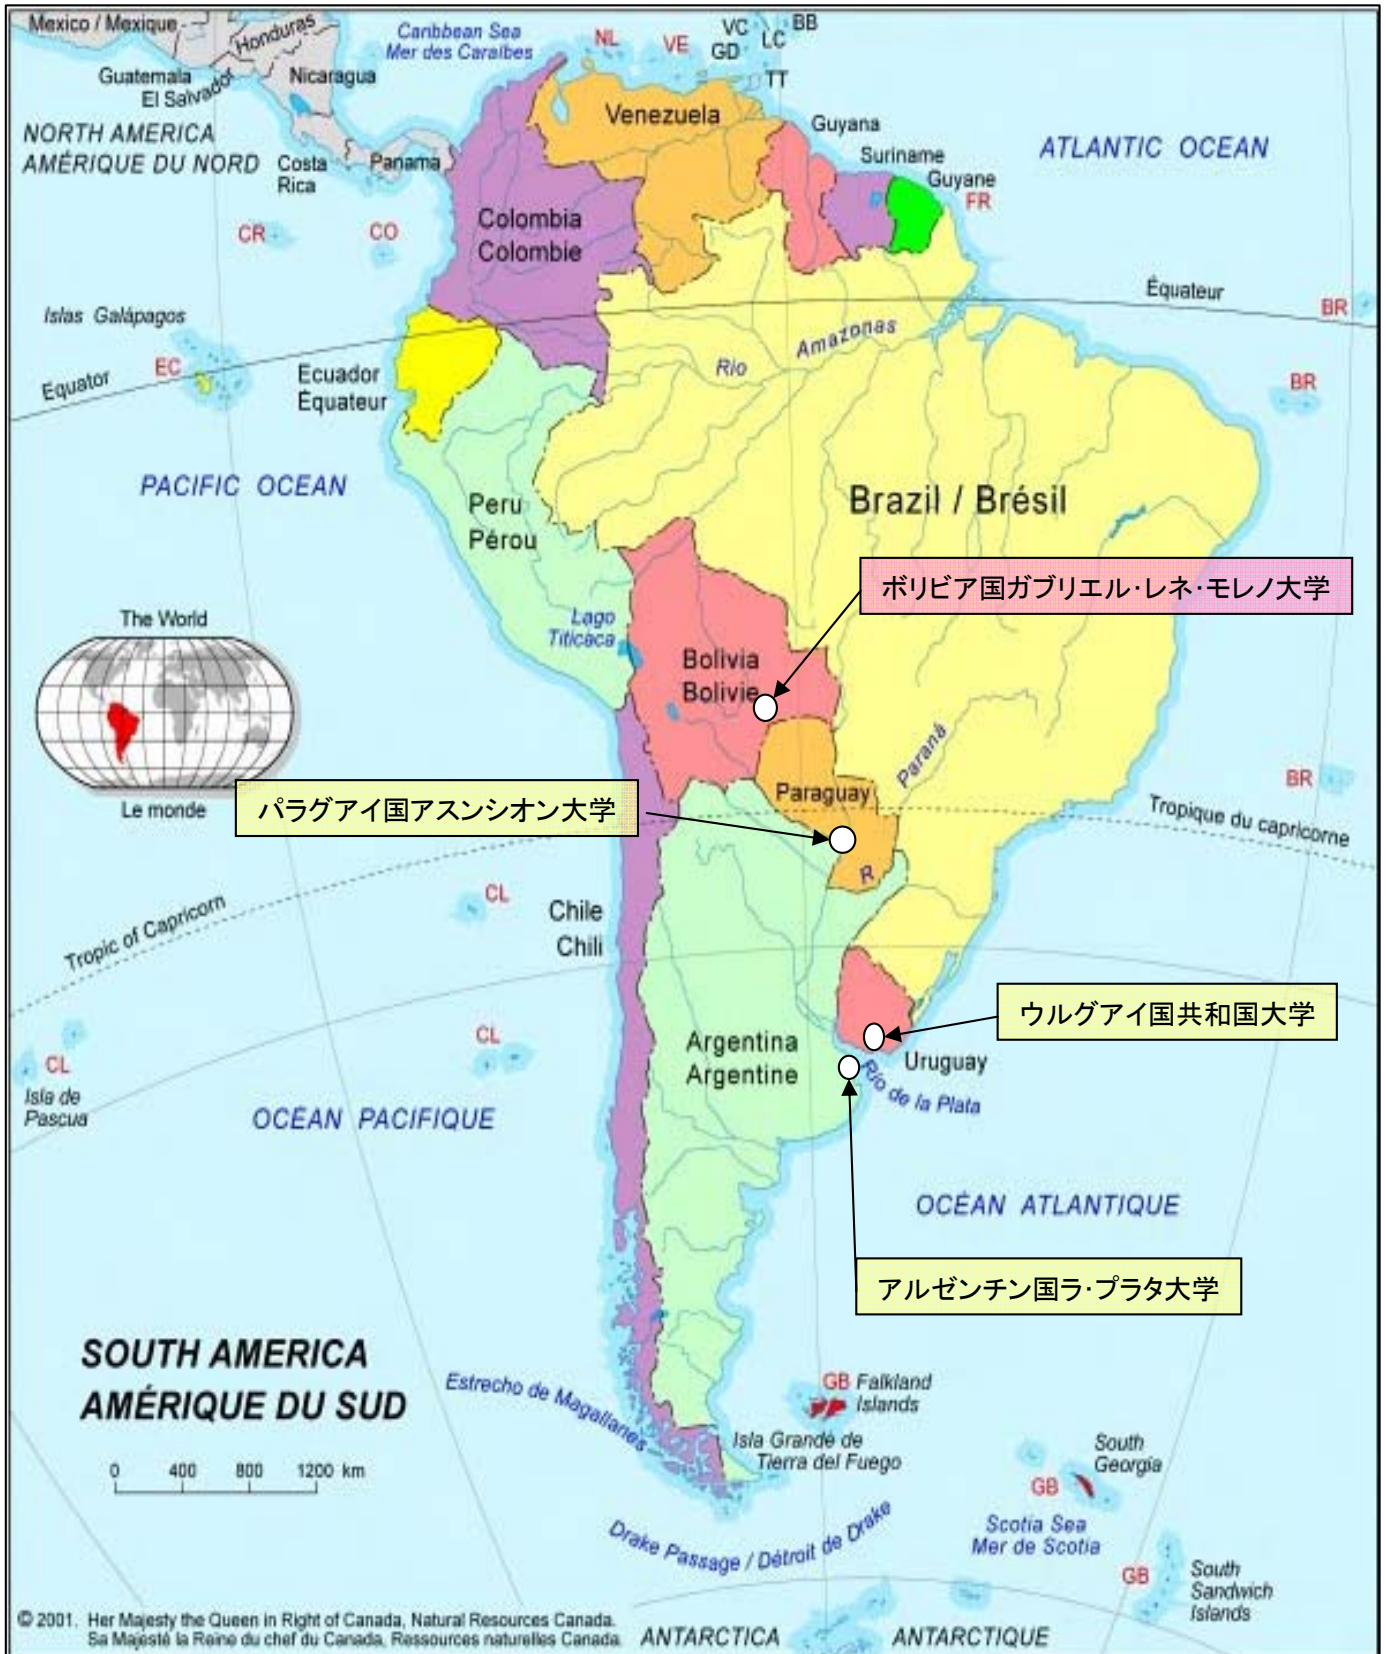 Mexico / Mexique
Honduras
Guatemala
El Salvador
Nicaragua
Caribbean Sea
Mer des Caraïbes
NL
VE
VC
BB
LC
GD
TT
NORTH AMERICA
AMÉRIQUE DU NORD
Costa
Rica
Panama
Venezuela
Guyana
Suriname
Guyane
FR
ATLANTIC OCEAN
CR
CO
Colombia
Colombie
Islas Galápagos
EC
Equator
Équateur
BR
Ecuador
Équateur
Rio
Amazonas
BR
PACIFIC OCEAN
Peru
Pérou
Brazil / Brésil
ボリビア国ガブリエル・レネ・モレノ大学
The World
Le monde
Lago
Titicaca
Bolivia
Bolivie
Paraná
BR
パラグアイ国アスンシオン大学
Paraguay
R
Tropique du capricorne
Tropic of Capricorn
CL
Chile
Chili
ウルグアイ国共和国大学
CL
Isla de
Pascua
CL
Argentina
Argentine
Uruguay
Río de la Plata
OCÉAN PACIFIQUE
OCÉAN ATLANTIQUE
アルゼンチン国ラ・プラタ大学
SOUTH AMERICA
AMÉRIQUE DU SUD
0 400 800 1200 km
Estrecho de Magallanes
GB Falkland
Islands
Isla Grande de
Tierra del Fuego
South
Georgia
GB
Scotia Sea
Mer de Scotia
Drake Passage / Détroit de Drake
GB
South
Sandwich
Islands
© 2001. Her Majesty the Queen in Right of Canada, Natural Resources Canada.
Sa Majesté la Reine du chef du Canada, Ressources naturelles Canada.
ANTARCTICA
ANTARCTIQUE